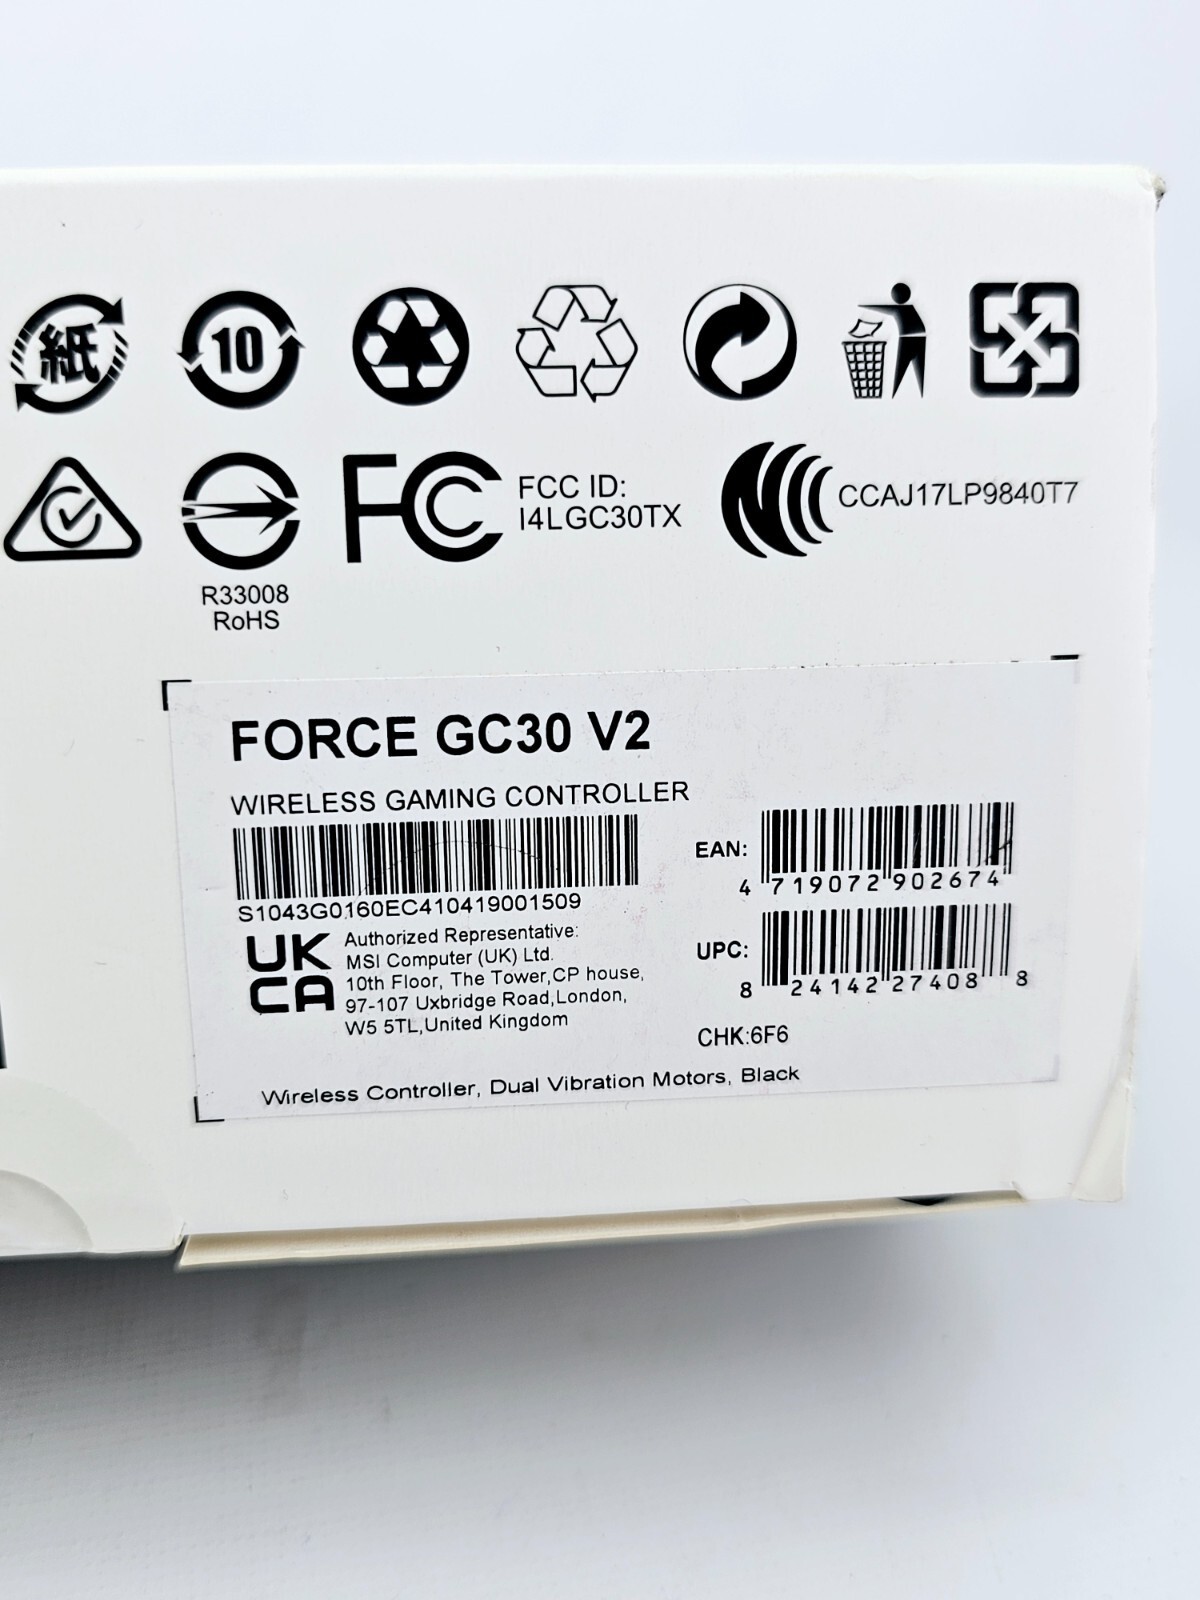 紙
10
FC
FCC ID:
I4LGC30TX
CCAJ17LP9840T7
R33008
RoHS
FORCE GC30 V2
WIRELESS GAMING CONTROLLER
S1043G0160EC410419001509
EAN:
4 719072 902674
UK
CA
Authorized Representative:
MSI Computer (UK) Ltd.
10th Floor, The Tower,CP house,
97-107 Uxbridge Road,London,
W5 5TL,United Kingdom
UPC:
8 24142 27408 8
CHK:6F6
Wireless Controller, Dual Vibration Motors, Black